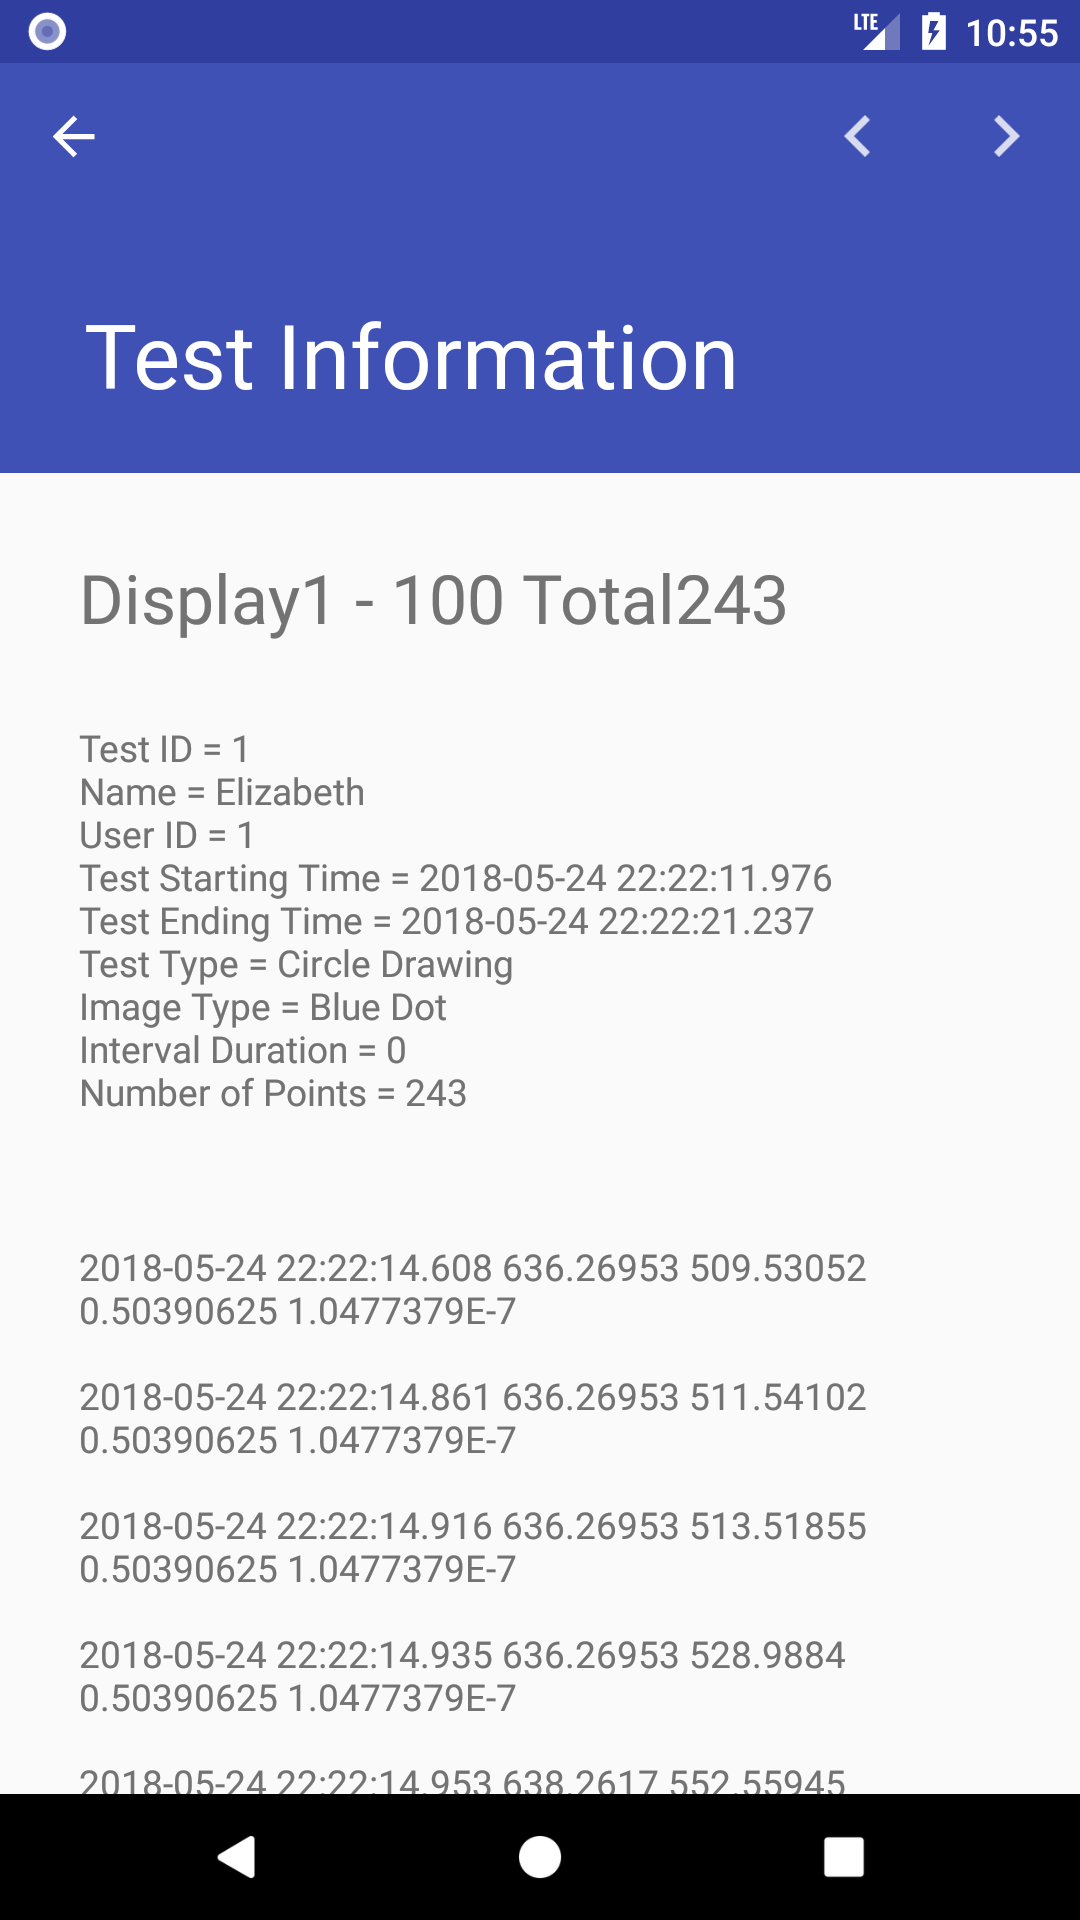 LTE 10:55
Test Information
Display1 - 100 Total243
Test ID = 1
Name = Elizabeth
User ID = 1
Test Starting Time = 2018-05-24 22:22:11.976
Test Ending Time = 2018-05-24 22:22:21.237
Test Type = Circle Drawing
Image Type = Blue Dot
Interval Duration = 0
Number of Points = 243
2018-05-24 22:22:14.608 636.26953 509.53052
0.50390625 1.0477379E-7
2018-05-24 22:22:14.861 636.26953 511.54102
0.50390625 1.0477379E-7
2018-05-24 22:22:14.916 636.26953 513.51855
0.50390625 1.0477379E-7
2018-05-24 22:22:14.935 636.26953 528.9884
0.50390625 1.0477379E-7
2018-05-24 22:22:14.953 638.2617 552.55945